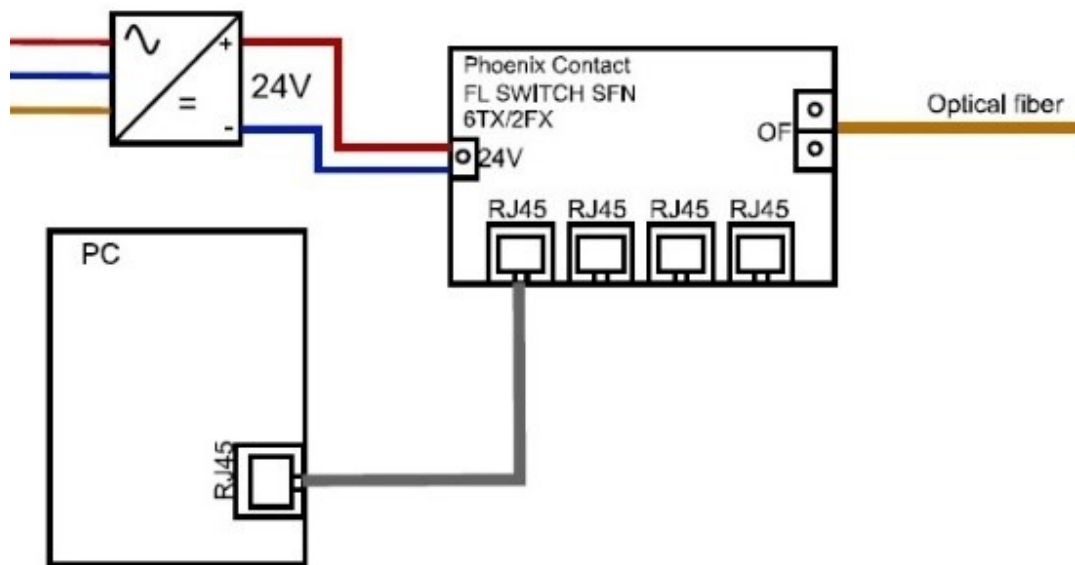 +
24V
=
-
Phoenix Contact
FL SWITCH SFN
6TX/2FX
24V
OF
Optical fiber
RJ45 RJ45 RJ45 RJ45
PC
RJ45